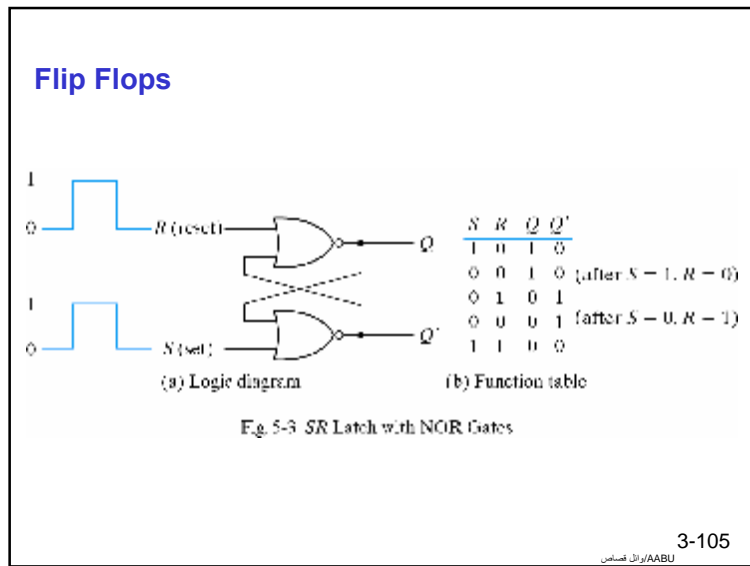 Flip Flops
1
0
R (reset)
Q
1
0
S (set)
Q'
(a) Logic diagram
S R Q Q'
1 0 1 0
0 0 1 0 (after S = 1, R = 0)
0 1 0 1
0 0 0 1 (after S = 0, R = 1)
1 1 0 0
(b) Function table
Fig. 5-3 SR Latch with NOR Gates
3-105
وائل قصاص/AABU